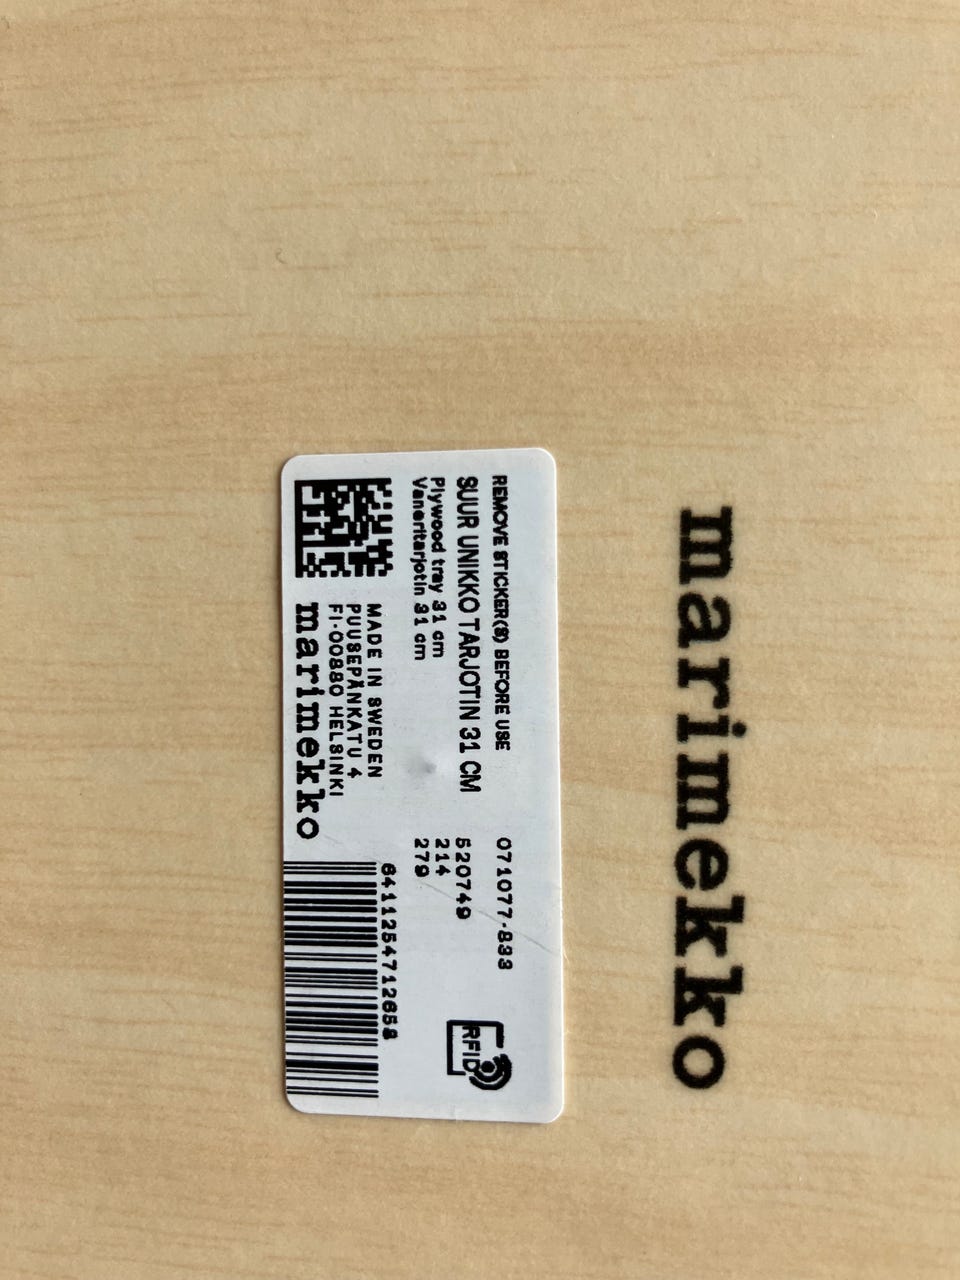 marimekko
REMOVE STICKER(S) BEFORE USE
071077-833
SUUR UNIKKO TARJOTIN 31 CM
520749
Plywood tray 31 cm
214
Vaneritarjotin 31 cm
279
RFID
MADE IN SWEDEN
PUUSEPÄNKATU 4
FI-00880 HELSINKI
marimekko
6411254712658